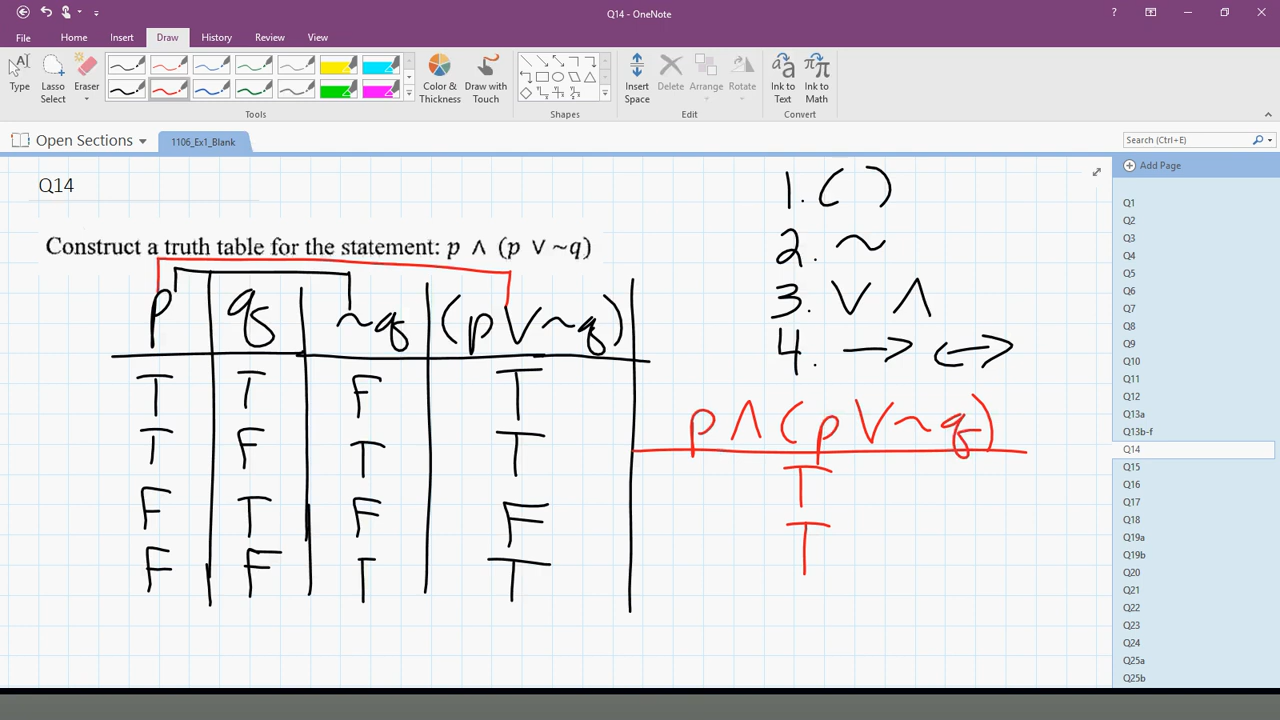 Q14 - OneNote
?
File Home Insert Draw History Review View
Type
Lasso Select
Eraser
Color & Thickness
Draw with Touch
Insert Space
Delete
Arrange
Rotate
Ink to Text
Ink to Math
Tools
Shapes
Edit
Convert
Open Sections
1106_Ex1_Blank
Search (Ctrl+E)
Q14
Construct a truth table for the statement: p ∧ (p ∨ ~q)
p q ~q (p ∨ ~q)
T T F T
T F T T
F T F F
F F T T
1. ( )
2. ~
3. ∨ ∧
4. → ↔
p ∧ (p ∨ ~q)
T
T
Add Page
Q1
Q2
Q3
Q4
Q5
Q6
Q7
Q8
Q9
Q10
Q11
Q12
Q13a
Q13b-f
Q14
Q15
Q16
Q17
Q18
Q19a
Q19b
Q20
Q21
Q22
Q23
Q24
Q25a
Q25b